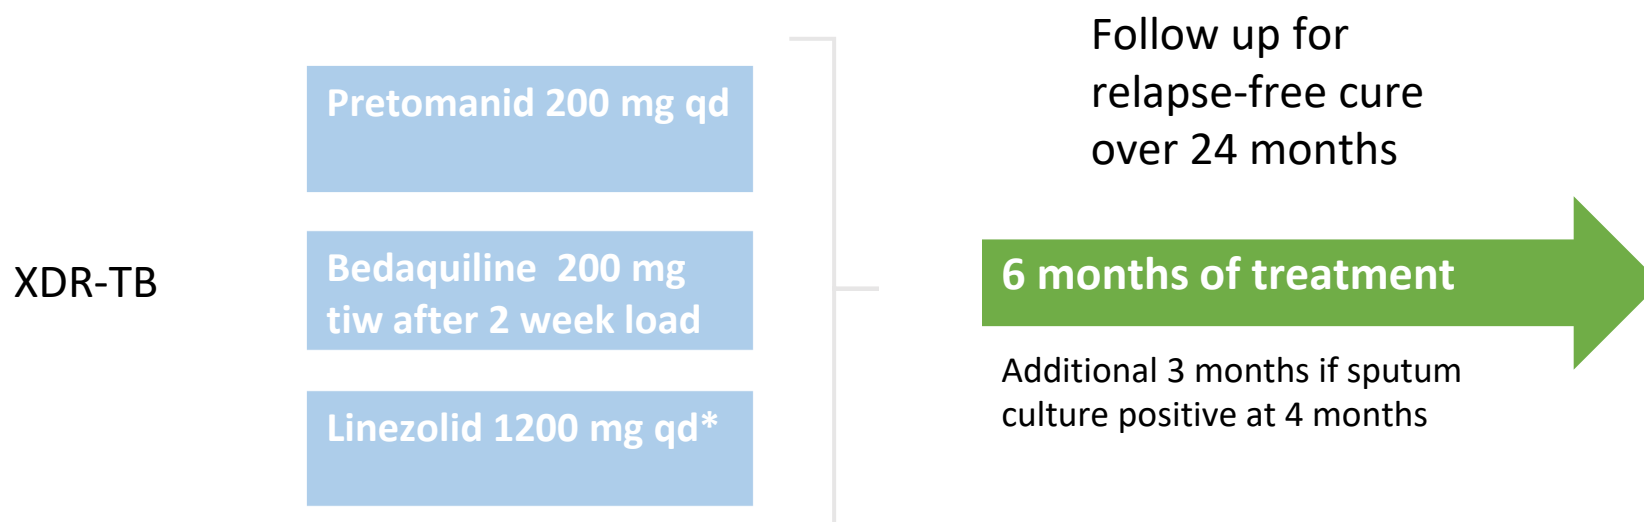 XDR-TB
Pretomanid 200 mg qd
Bedaquiline 200 mg
tiw after 2 week load
Linezolid 1200 mg qd*
Follow up for
relapse-free cure
over 24 months
6 months of treatment
Additional 3 months if sputum
culture positive at 4 months